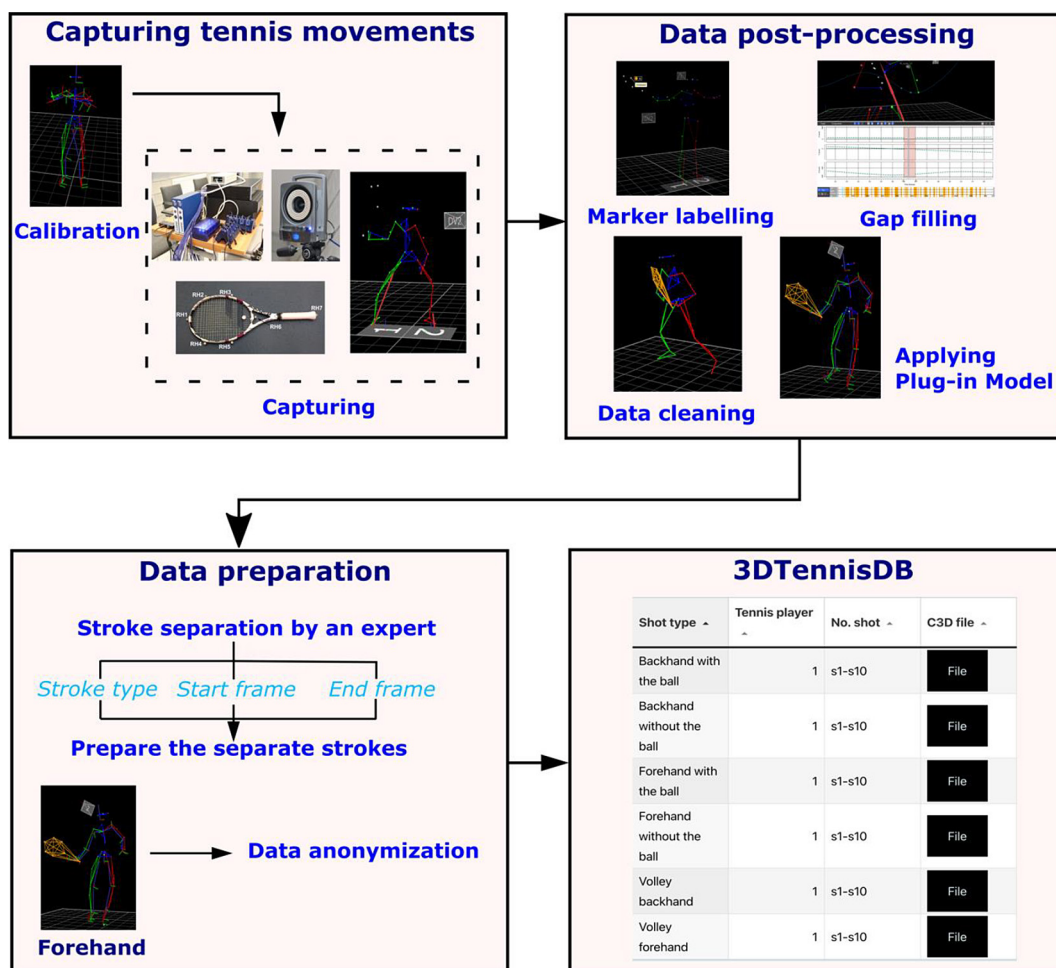 Capturing tennis movements
Calibration
DV2
RH2
RH3
RH1
RH7
RH6
RH4
RH5
Capturing
Data post-processing
Marker labelling
Gap filling
Data cleaning
Applying
Plug-in Model
Data preparation
Stroke separation by an expert
Stroke type Start frame End frame
Prepare the separate strokes
Data anonymization
Forehand
3DTennisDB
Shot type
Tennis player
No. shot
C3D file
Backhand with
the ball
1 s1-s10 File
Backhand
without the
ball
1 s1-s10 File
Forehand with
the ball
1 s1-s10 File
Forehand
without the
ball
1 s1-s10 File
Volley
backhand
1 s1-s10 File
Volley
forehand
1 s1-s10 File